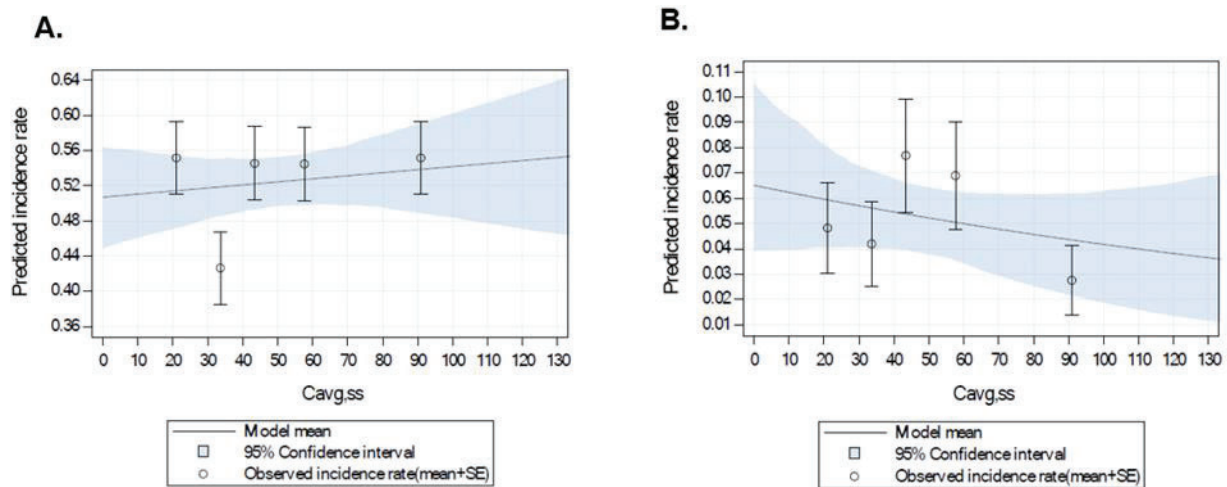 A.
Predicted incidence rate
0.64
0.60
0.56
0.52
0.48
0.44
0.40
0.36
0 10 20 30 40 50 60 70 80 90 100 110 120 130
Cavg,ss
Model mean
95% Confidence interval
Observed incidence rate(mean+SE)
B.
Predicted incidence rate
0.11
0.10
0.09
0.08
0.07
0.06
0.05
0.04
0.03
0.02
0.01
0 10 20 30 40 50 60 70 80 90 100 110 120 130
Cavg,ss
Model mean
95% Confidence interval
Observed incidence rate(mean+SE)